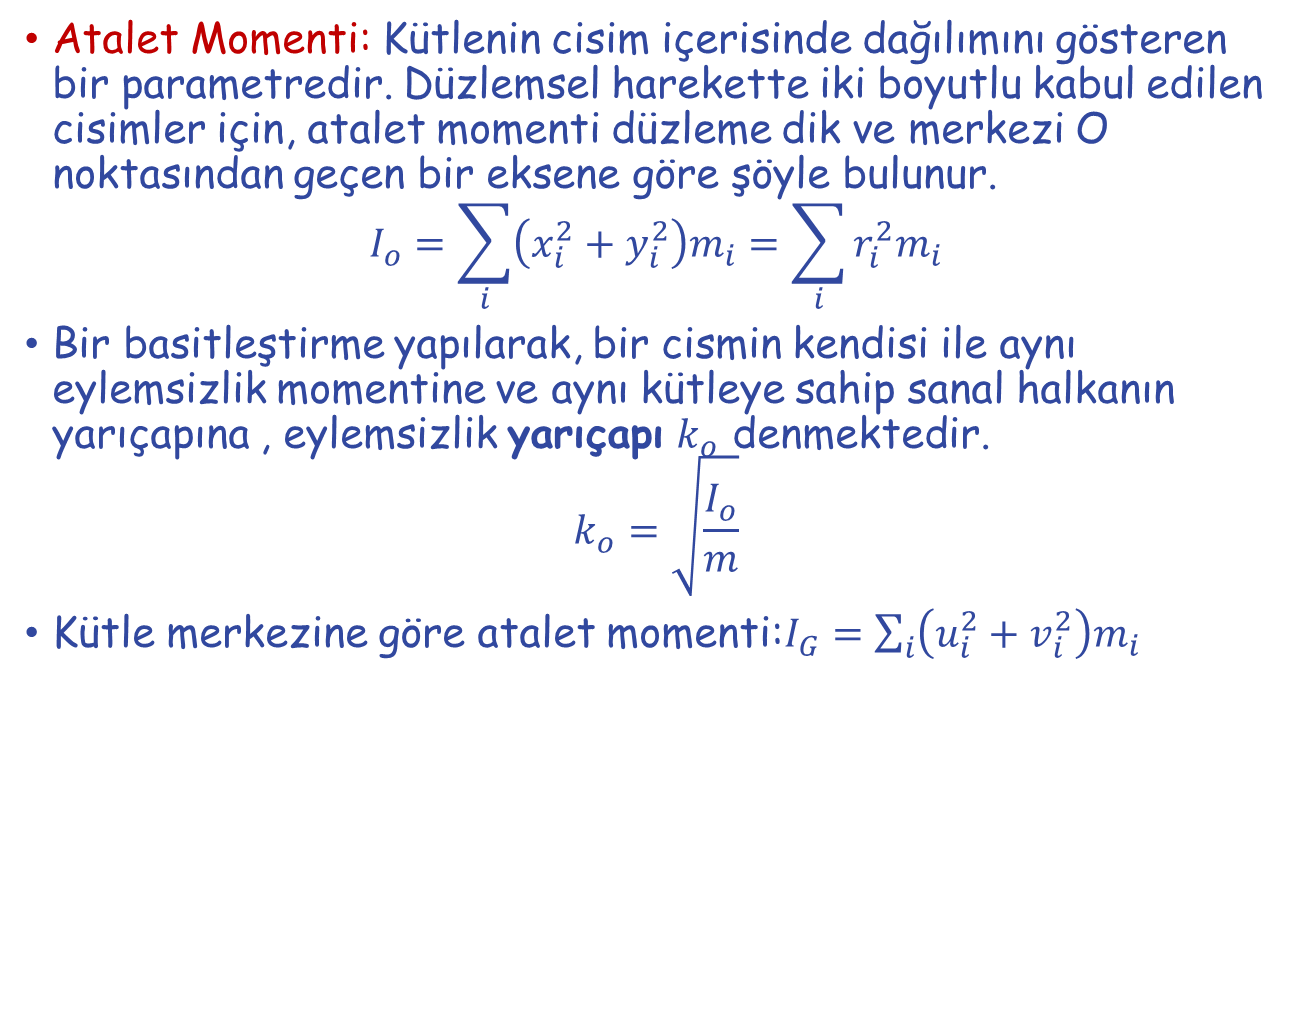 • Atalet Momenti: Kütlenin cisim içerisinde dağılımını gösteren
bir parametredir. Düzlemsel harekette iki boyutlu kabul edilen
cisimler için, atalet momenti düzleme dik ve merkezi O
noktasından geçen bir eksene göre şöyle bulunur.
I_o = ∑_i (x_i^2 + y_i^2) m_i = ∑_i r_i^2 m_i
• Bir basitleştirme yapılarak, bir cismin kendisi ile aynı
eylemsizlik momentine ve aynı kütleye sahip sanal halkanın
yarıçapına , eylemsizlik yarıçapı k_o denmektedir.
k_o = √(I_o/m)
• Kütle merkezine göre atalet momenti:I_G = ∑_i (u_i^2 + v_i^2) m_i